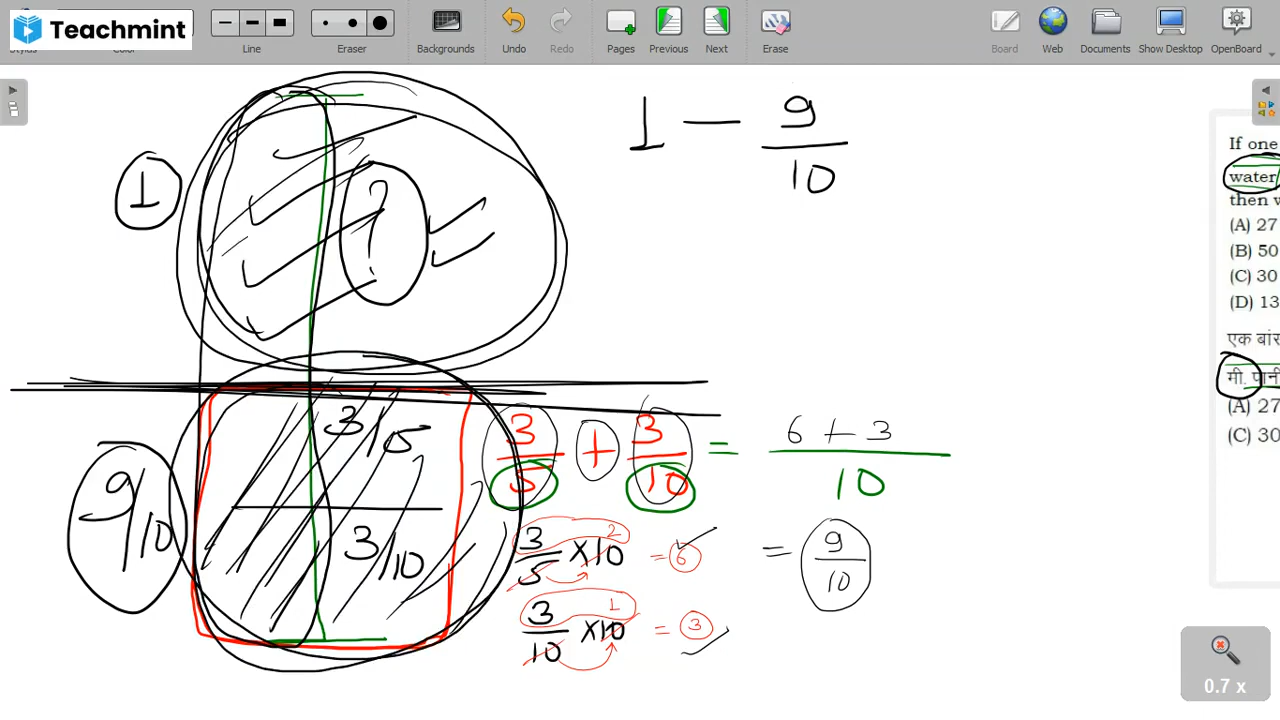 Teachmint
Line
Eraser
Backgrounds
Undo
Redo
Pages
Previous
Next
Erase
Board
Web
Documents
Show Desktop
OpenBoard
1
?
1 — 9/10
3/5
9/10
3/10
3/5 + 3/10 = 6 + 3/10
3/5 × 10 2 = 6
= 9/10
3/10 × 10 1 = 3
If one
water
then w
(A) 27
(B) 50
(C) 30
(D) 13
एक बांस
मी. पानी
(A) 27
(C) 30
0.7 x